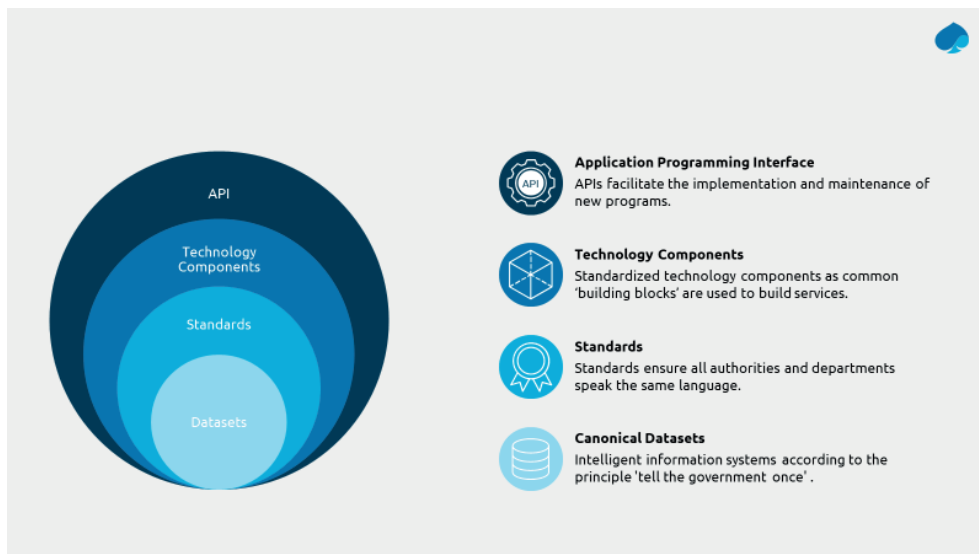 API
Technology
Components
Standards
Datasets
API
Application Programming Interface
APIs facilitate the implementation and maintenance of
new programs.
Technology Components
Standardized technology components as common
‘building blocks’ are used to build services.
Standards
Standards ensure all authorities and departments
speak the same language.
Canonical Datasets
Intelligent information systems according to the
principle 'tell the government once' .